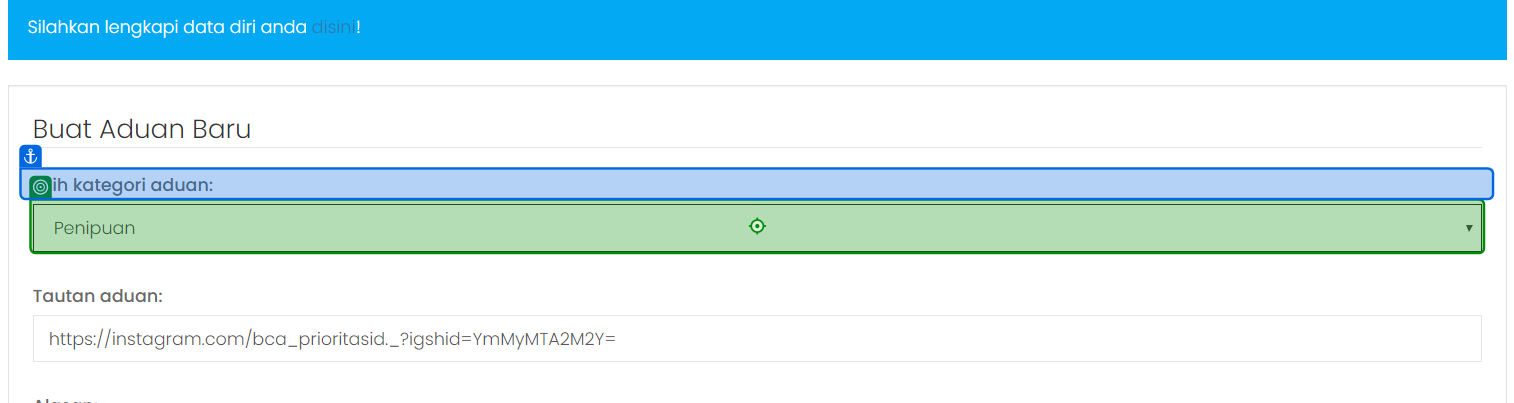 Silahkan lengkapi data diri anda disini!
Buat Aduan Baru
ih kategori aduan:
Penipuan
Tautan aduan:
https://instagram.com/bca_prioritasid._?igshid=YmMyMTA2M2Y=